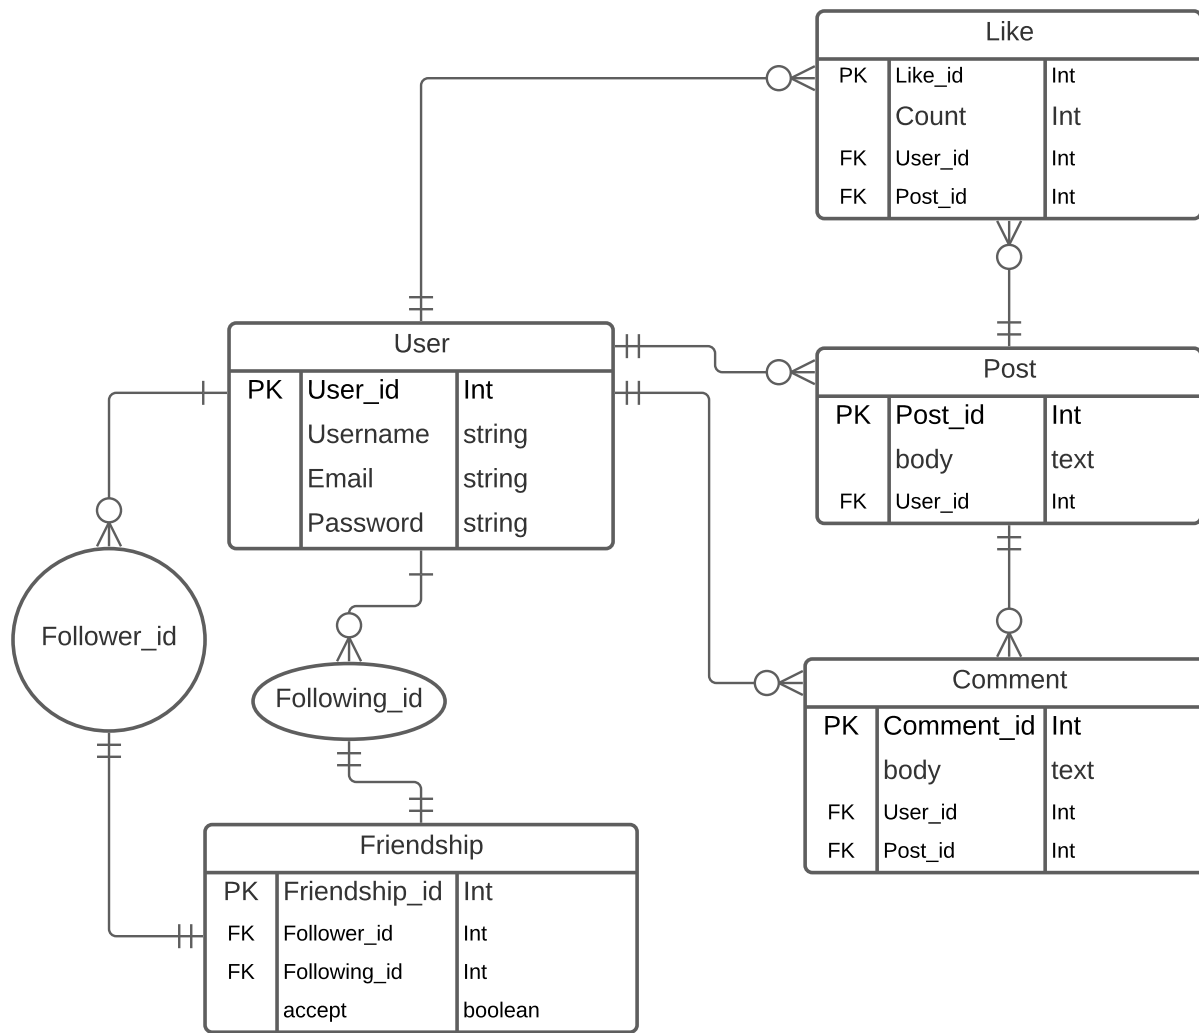 Like
PK Like_id Int
Count Int
FK User_id Int
FK Post_id Int
User
PK User_id Int
Username string
Email string
Password string
Post
PK Post_id Int
body text
FK User_id Int
Follower_id
Following_id
Comment
PK Comment_id Int
body text
FK User_id Int
FK Post_id Int
Friendship
PK Friendship_id Int
FK Follower_id Int
FK Following_id Int
accept boolean